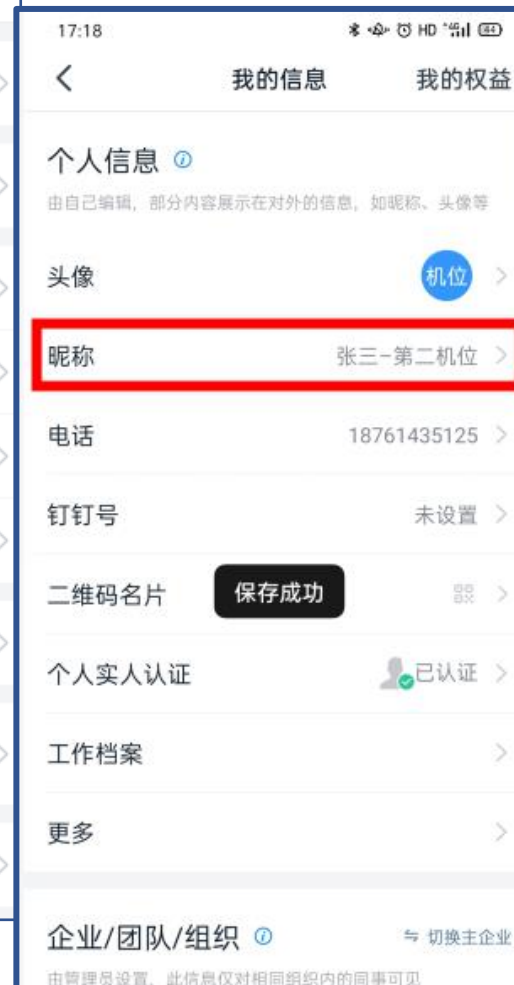 17:18 HD 84
我的信息 我的权益
个人信息
由自己编辑，部分内容展示在对外的信息，如昵称、头像等
头像 机位
昵称 张三-第二机位
电话 18761435125
钉钉号 未设置
二维码名片 保存成功
个人实人认证 已认证
工作档案
更多
企业/团队/组织 切换主企业
由管理员设置，此信息仅对相同组织内的同事可见